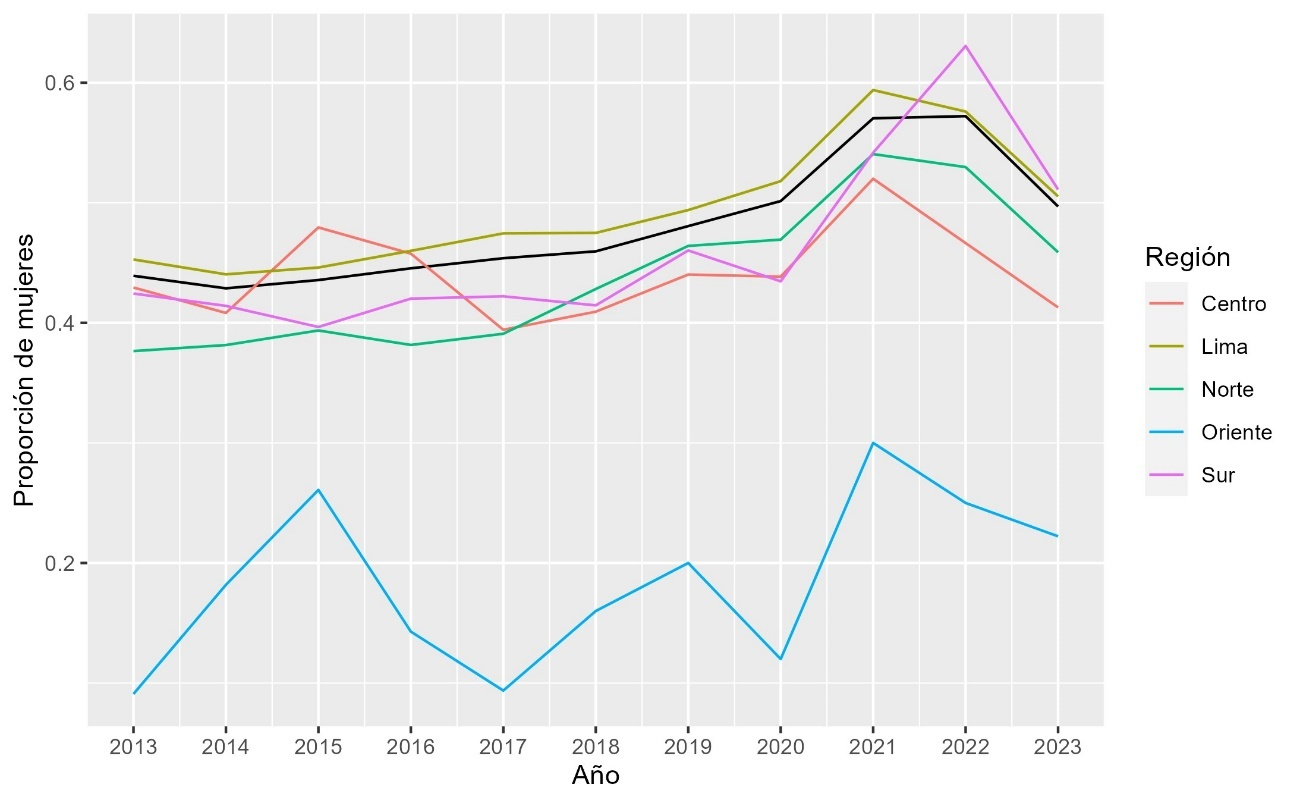 Proporción de mujeres
0.6
0.4
0.2
2013 2014 2015 2016 2017 2018 2019 2020 2021 2022 2023
Año
Región
Centro
Lima
Norte
Oriente
Sur